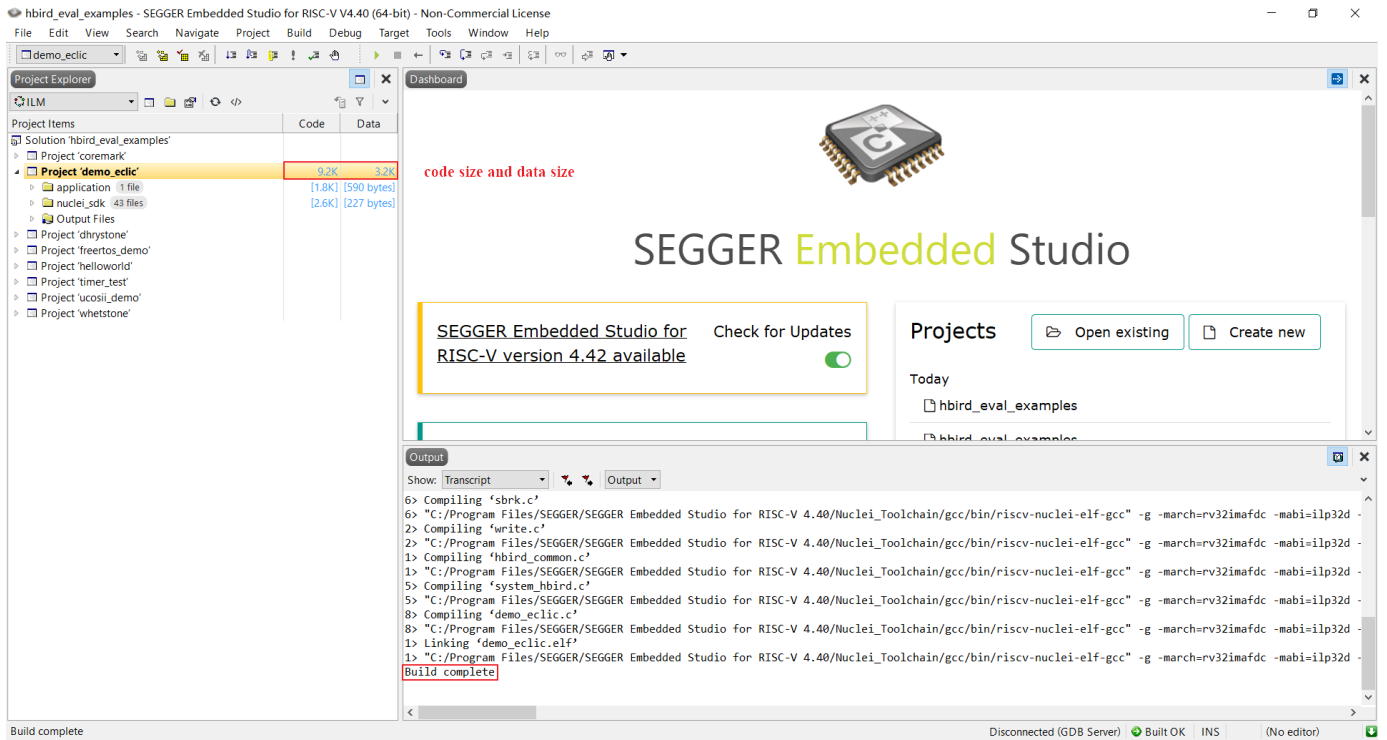 hbird_eval_examples - SEGGER Embedded Studio for RISC-V V4.40 (64-bit) - Non-Commercial License
File Edit View Search Navigate Project Build Debug Target Tools Window Help
demo_eclic
Project Explorer
ILM
Project Items Code Data
Solution 'hbird_eval_examples'
Project 'coremark'
Project 'demo_eclic' 9.2K 3.2K
application 1 file [1.8K] [590 bytes]
nuclei_sdk 43 files [2.6K] [227 bytes]
Output Files
Project 'dhrystone'
Project 'freertos_demo'
Project 'helloworld'
Project 'timer_test'
Project 'ucosii_demo'
Project 'whetstone'
Dashboard
code size and data size
SEGGER Embedded Studio
SEGGER Embedded Studio for
RISC-V version 4.42 available
Check for Updates
Projects
Open existing
Create new
Today
hbird_eval_examples
hbird_eval_examples
Output
Show: Transcript Output
6> Compiling ‘sbrk.c’
6> "C:/Program Files/SEGGER/SEGGER Embedded Studio for RISC-V 4.40/Nuclei_Toolchain/gcc/bin/riscv-nuclei-elf-gcc" -g -march=rv32imafdc -mabi=ilp32d -
2> Compiling ‘write.c’
2> "C:/Program Files/SEGGER/SEGGER Embedded Studio for RISC-V 4.40/Nuclei_Toolchain/gcc/bin/riscv-nuclei-elf-gcc" -g -march=rv32imafdc -mabi=ilp32d -
1> Compiling ‘hbird_common.c’
1> "C:/Program Files/SEGGER/SEGGER Embedded Studio for RISC-V 4.40/Nuclei_Toolchain/gcc/bin/riscv-nuclei-elf-gcc" -g -march=rv32imafdc -mabi=ilp32d -
5> Compiling ‘system_hbird.c’
5> "C:/Program Files/SEGGER/SEGGER Embedded Studio for RISC-V 4.40/Nuclei_Toolchain/gcc/bin/riscv-nuclei-elf-gcc" -g -march=rv32imafdc -mabi=ilp32d -
8> Compiling ‘demo_eclic.c’
8> "C:/Program Files/SEGGER/SEGGER Embedded Studio for RISC-V 4.40/Nuclei_Toolchain/gcc/bin/riscv-nuclei-elf-gcc" -g -march=rv32imafdc -mabi=ilp32d -
1> Linking ‘demo_eclic.elf’
1> "C:/Program Files/SEGGER/SEGGER Embedded Studio for RISC-V 4.40/Nuclei_Toolchain/gcc/bin/riscv-nuclei-elf-gcc" -g -march=rv32imafdc -mabi=ilp32d -
Build complete
Build complete Disconnected (GDB Server) Built OK INS (No editor)